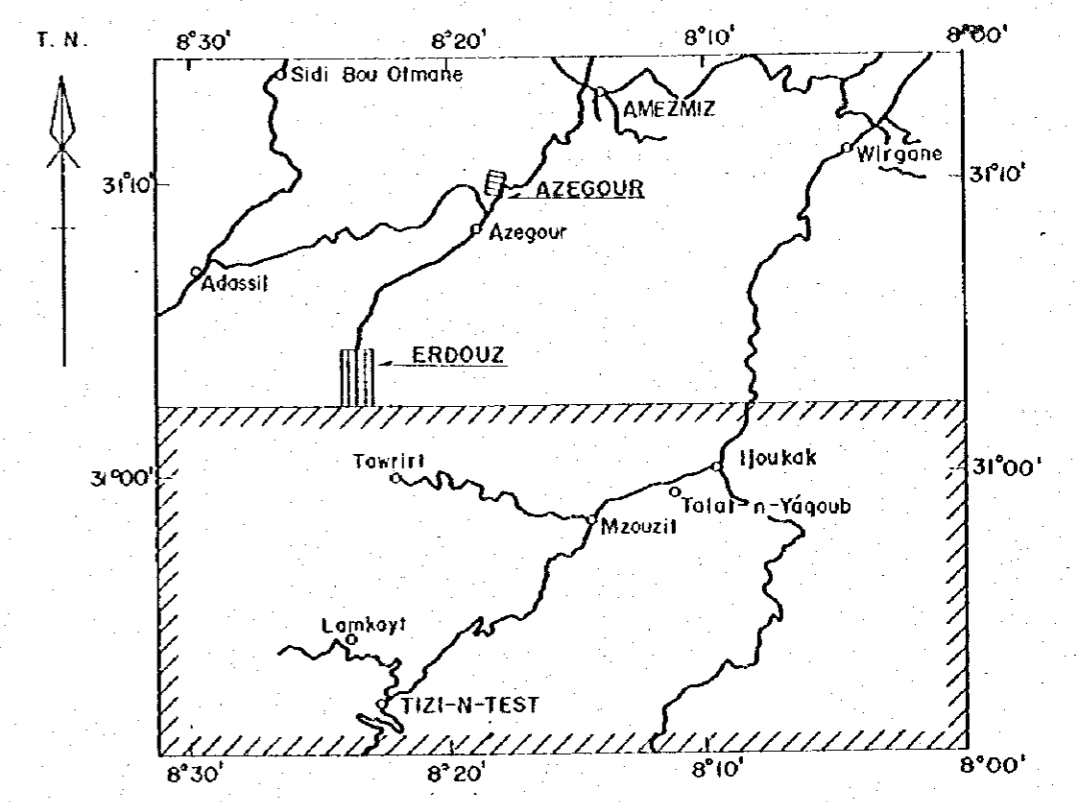 T. N.
8°30'
8°20'
8°10'
8°00'
Sidi Bou Otmane
AMEZMIZ
Wirgane
31°10'
31°10'
AZEGOUR
Azegour
Adassil
ERDOUZ
Tawrirt
Ijoukak
31°00'
31°00'
Talat-n-Yáqoub
Mzouzit
Lamkayt
TIZI-N-TEST
8°30'
8°20'
8°10'
8°00'